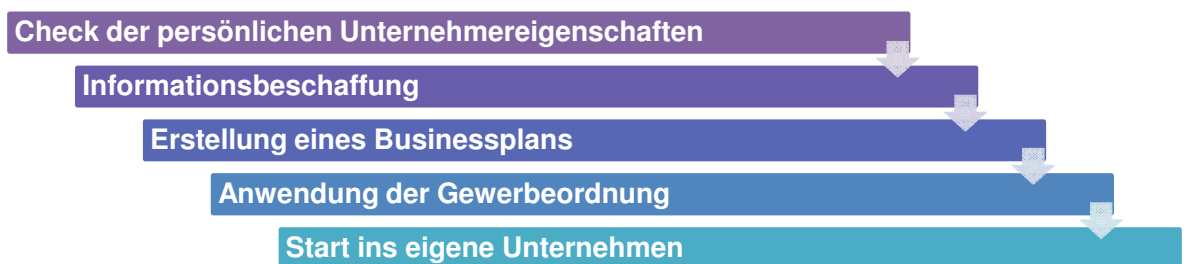 Check der persönlichen Unternehmereigenschaften
Informationsbeschaffung
Erstellung eines Businessplans
Anwendung der Gewerbeordnung
Start ins eigene Unternehmen